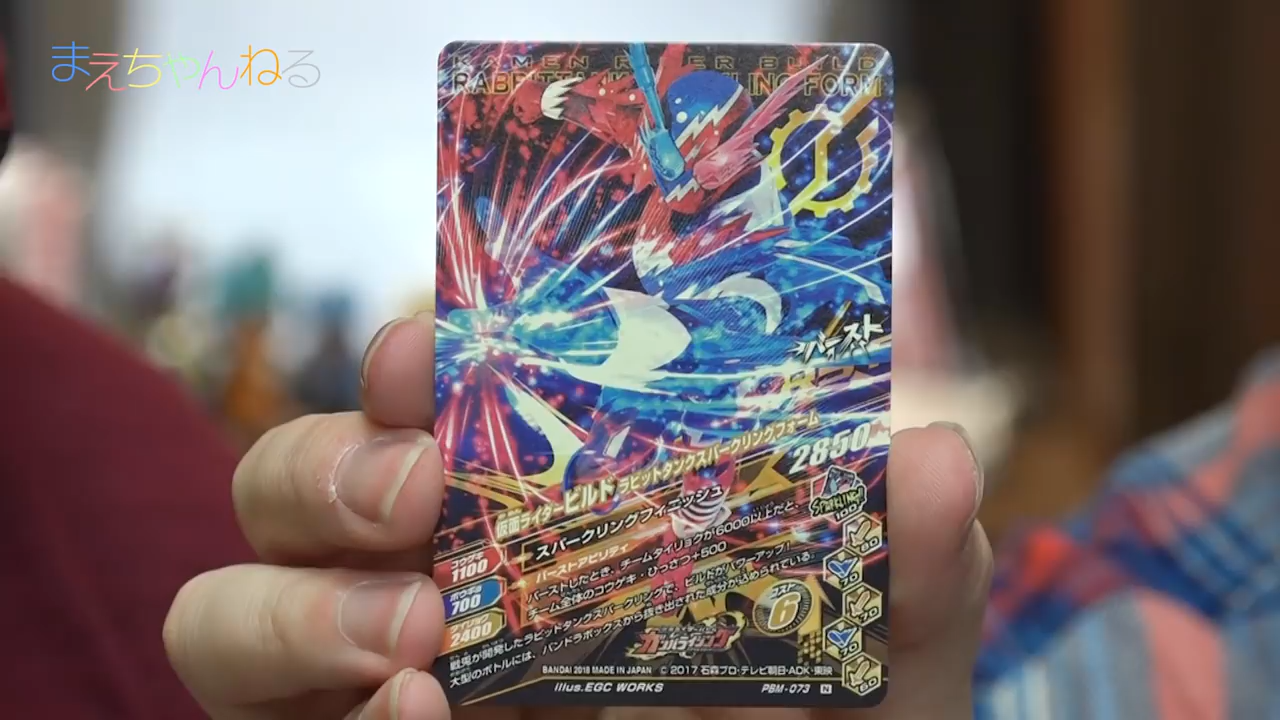 まえちゃんねる
KAMEN RIDER BUILD
RABBITTANK SPARKLING FORM
バースト
2850
仮面ライダービルド ラビットタンクスパークリングフォーム
スパークリングフィニッシュ
SPARKLING!!
100
バーストアビリティ
バーストしたとき、チームタイリョクが6000以上だと、
チーム全体のコウゲキ・ひっさつ+500
コウゲキ
1100
ボウギョ
700
タイリョク
2400
80
70
70
70
60
コスト
6
戦兎が開発したラビットタンクスパークリングで、ビルドがパワーアップ!
大型のボトルには、パンドラボックスから抜き出された成分が込められている。
ガンバライジング
BANDAI 2018 MADE IN JAPAN © 2017 石森プロ・テレビ朝日・ADK・東映
Illus.EGC WORKS
PBM-073 N